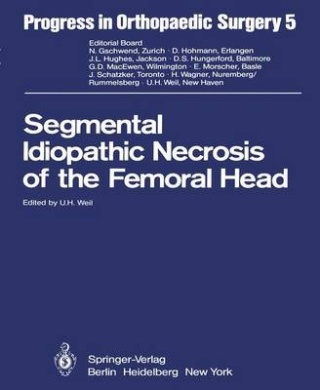 Progress in Orthopaedic Surgery 5
Editorial Board
N. Gschwend, Zurich · D. Hohmann, Erlangen
J.L. Hughes, Jackson · D.S. Hungerford, Baltimore
G.D. MacEwen, Wilmington · E. Morscher, Basle
J. Schatzker, Toronto · H. Wagner, Nuremberg/
Rummelsberg · U.H. Weil, New Haven
Segmental
Idiopathic Necrosis
of the Femoral Head
Edited by U.H. Weil
Springer-Verlag
Berlin Heidelberg New York